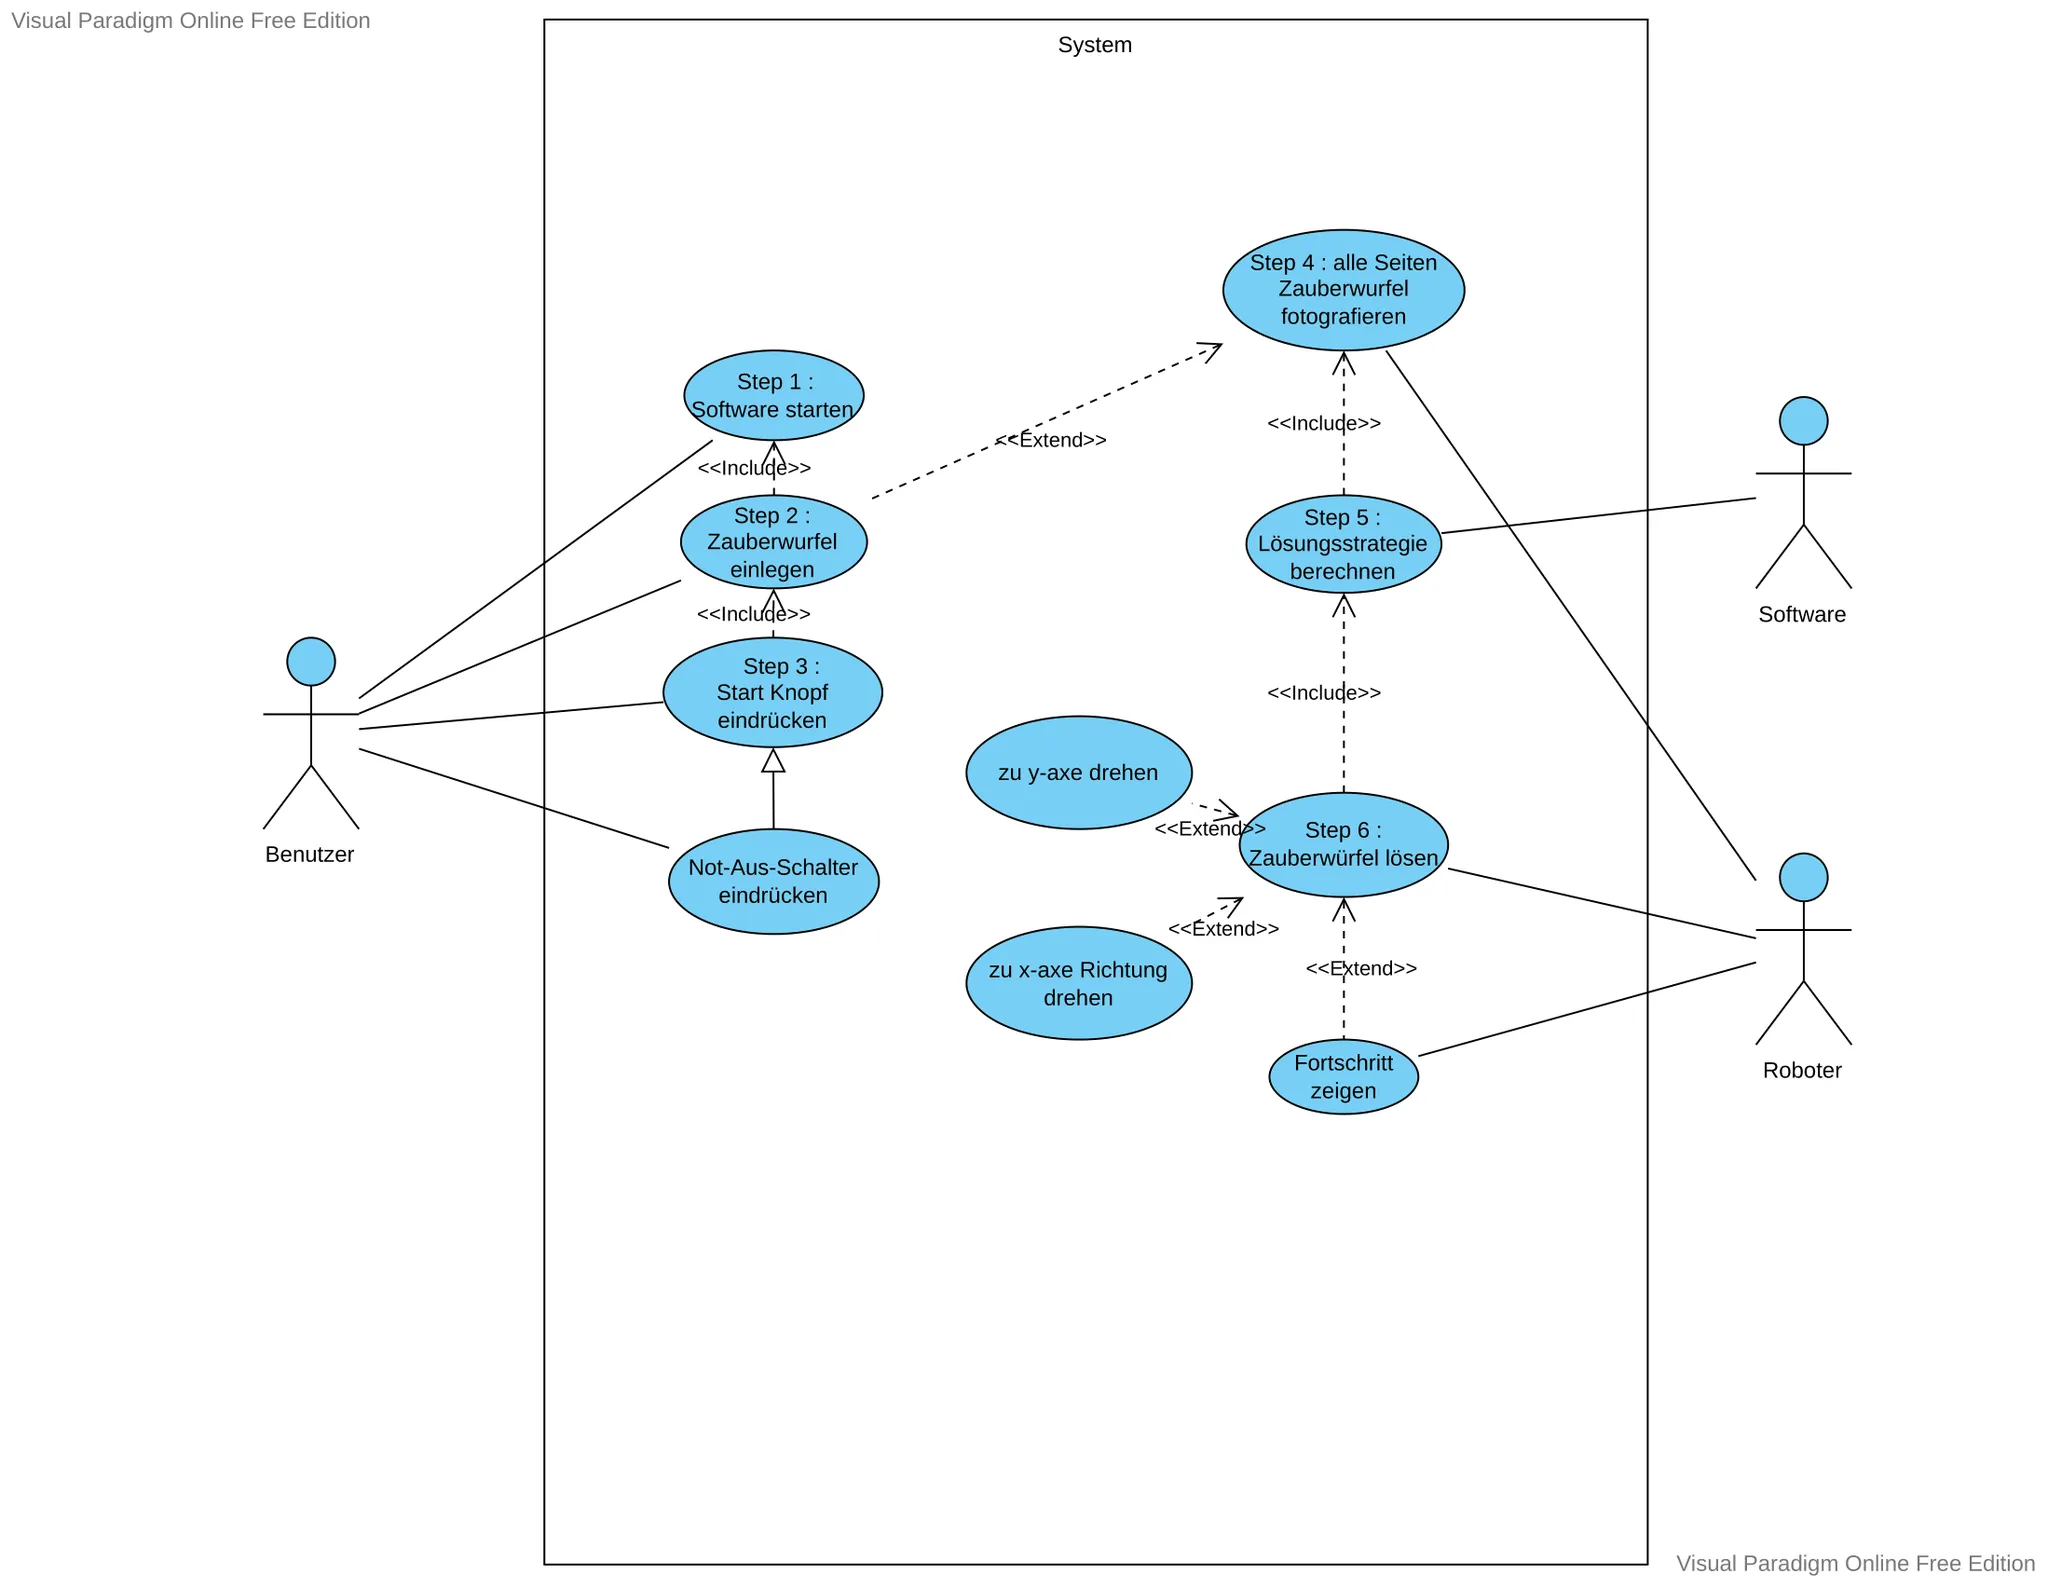 Visual Paradigm Online Free Edition
System
Step 4 : alle Seiten
Zauberwurfel
fotografieren
Step 1 :
Software starten
<<Include>>
<<Extend>>
<<Include>>
Step 2 :
Zauberwurfel
einlegen
Step 5 :
Lösungsstrategie
berechnen
Software
<<Include>>
Step 3 :
Start Knopf
eindrücken
<<Include>>
zu y-axe drehen
<<Extend>>
Step 6 :
Zauberwürfel lösen
Benutzer
Not-Aus-Schalter
eindrücken
<<Extend>>
zu x-axe Richtung
drehen
<<Extend>>
Fortschritt
zeigen
Roboter
Visual Paradigm Online Free Edition